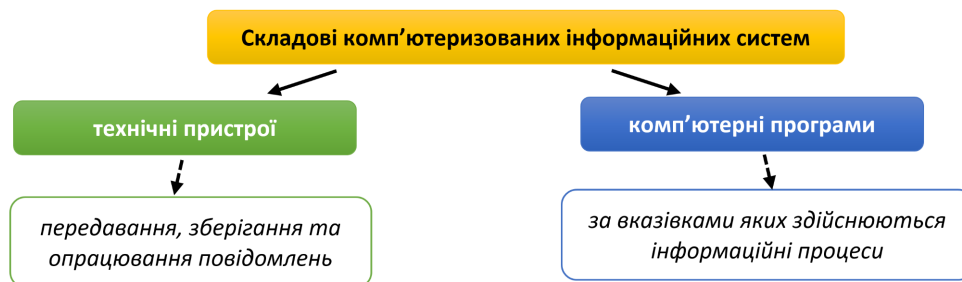 Складові комп’ютеризованих інформаційних систем
технічні пристрої
комп’ютерні програми
передавання, зберігання та
опрацювання повідомлень
за вказівками яких здійснюються
інформаційні процеси